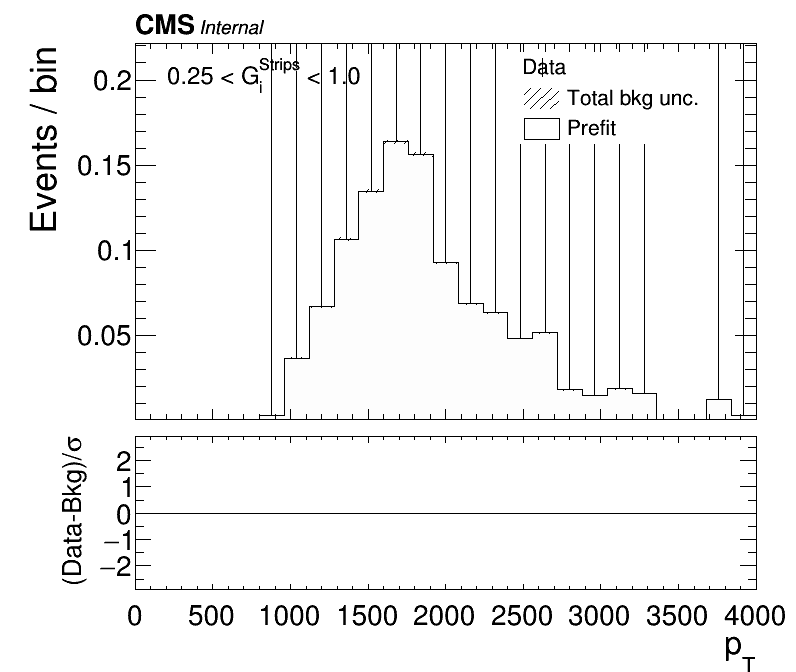 CMS Internal
0.25 < G_i^Strips < 1.0
Data
Total bkg unc.
Prefit
Events / bin
0.2
0.15
0.1
0.05
(Data-Bkg)/σ
2
1
0
−1
−2
0 500 1000 1500 2000 2500 3000 3500 4000
p_T